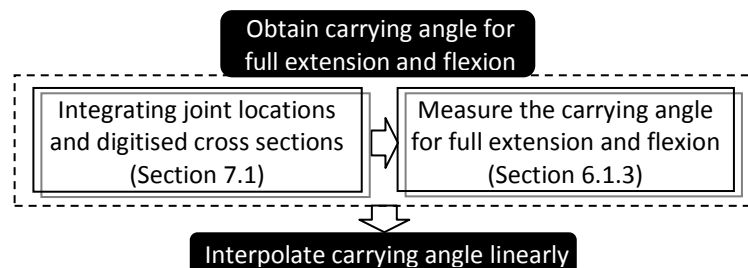 Obtain carrying angle for
full extension and flexion
Integrating joint locations
and digitised cross sections
(Section 7.1)
Measure the carrying angle
for full extension and flexion
(Section 6.1.3)
Interpolate carrying angle linearly